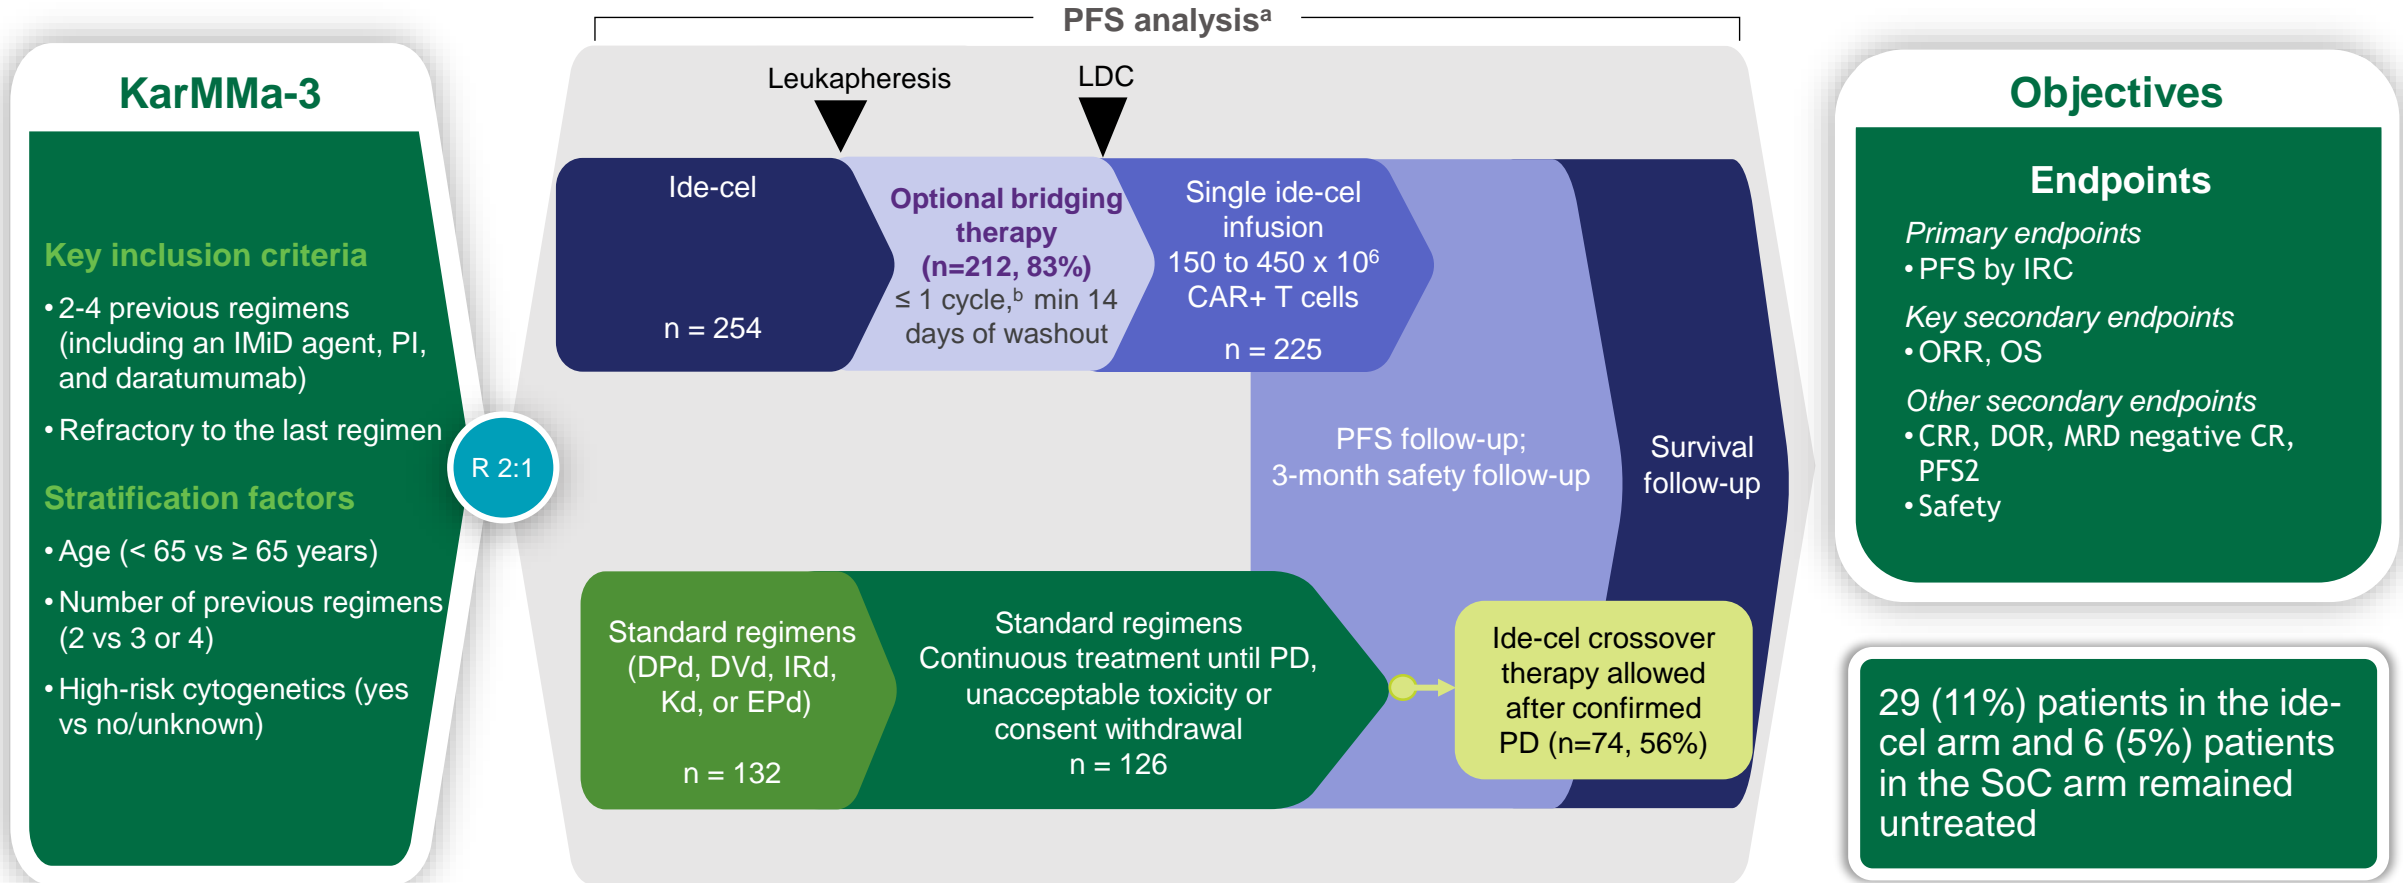 PFS analysisᵃ
KarMMa-3
Key inclusion criteria
• 2-4 previous regimens
(including an IMiD agent, PI,
and daratumumab)
• Refractory to the last regimen
Stratification factors
• Age (< 65 vs ≥ 65 years)
• Number of previous regimens
(2 vs 3 or 4)
• High-risk cytogenetics (yes
vs no/unknown)
R 2:1
Leukapheresis
LDC
Ide-cel
n = 254
Optional bridging
therapy
(n=212, 83%)
≤ 1 cycle,ᵇ min 14
days of washout
Single ide-cel
infusion
150 to 450 x 10⁶
CAR+ T cells
n = 225
PFS follow-up;
3-month safety follow-up
Survival
follow-up
Standard regimens
(DPd, DVd, IRd,
Kd, or EPd)
n = 132
Standard regimens
Continuous treatment until PD,
unacceptable toxicity or
consent withdrawal
n = 126
Ide-cel crossover
therapy allowed
after confirmed
PD (n=74, 56%)
Objectives
Endpoints
Primary endpoints
• PFS by IRC
Key secondary endpoints
• ORR, OS
Other secondary endpoints
• CRR, DOR, MRD negative CR,
PFS2
• Safety
29 (11%) patients in the ide-
cel arm and 6 (5%) patients
in the SoC arm remained
untreated